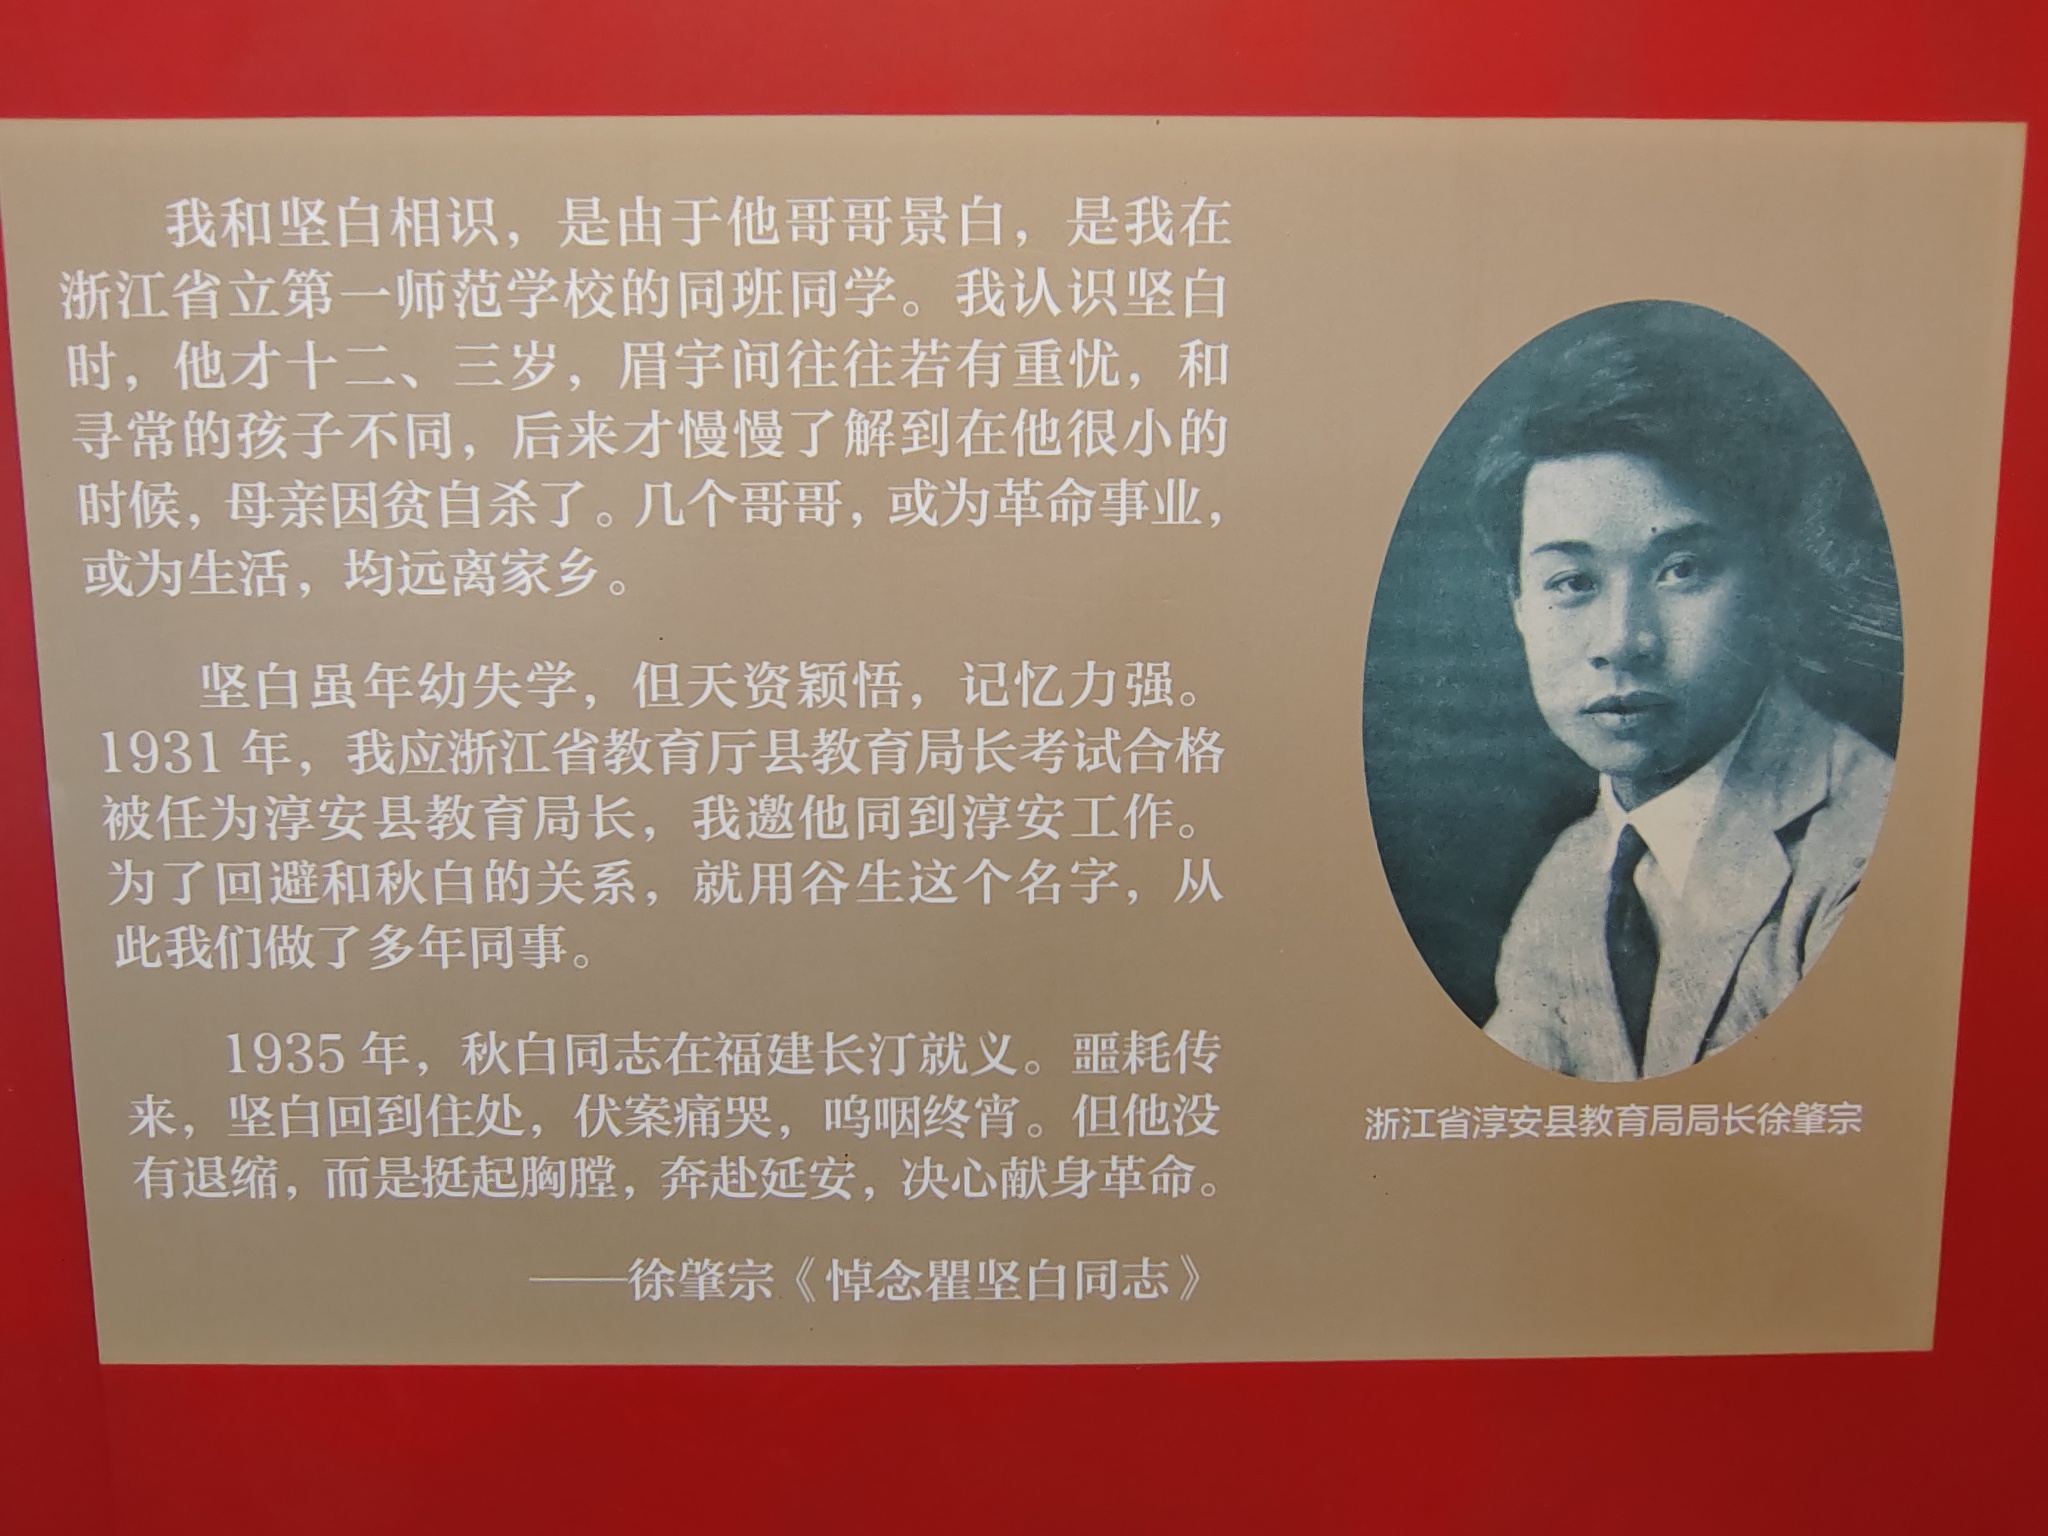 我和坚白相识，是由于他哥哥景白，是我在
浙江省立第一师范学校的同班同学。我认识坚白
时，他才十二、三岁，眉宇间往往若有重忧，和
寻常的孩子不同，后来才慢慢了解到在他很小的
时候，母亲因贫自杀了。几个哥哥，或为革命事业，
或为生活，均远离家乡。
坚白虽年幼失学，但天资颖悟，记忆力强。
1931 年，我应浙江省教育厅县教育局长考试合格
被任为淳安县教育局长，我邀他同到淳安工作。
为了回避和秋白的关系，就用谷生这个名字，从
此我们做了多年同事。
1935 年，秋白同志在福建长汀就义。噩耗传
来，坚白回到住处，伏案痛哭，呜咽终宵。但他没
有退缩，而是挺起胸膛，奔赴延安，决心献身革命。
——徐肇宗《悼念瞿坚白同志》
浙江省淳安县教育局局长徐肇宗